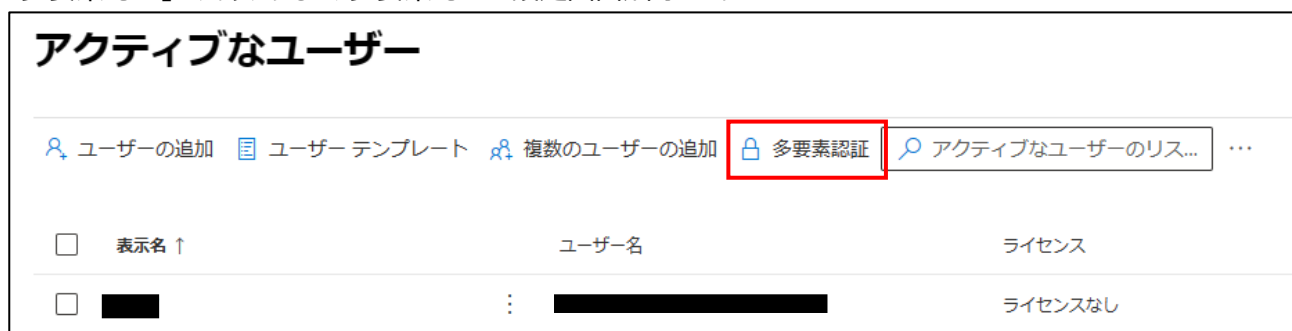 アクティブなユーザー
ユーザーの追加 ユーザー テンプレート 複数のユーザーの追加 多要素認証 アクティブなユーザーのリス... ...
表示名 ↑ ユーザー名 ライセンス
ライセンスなし